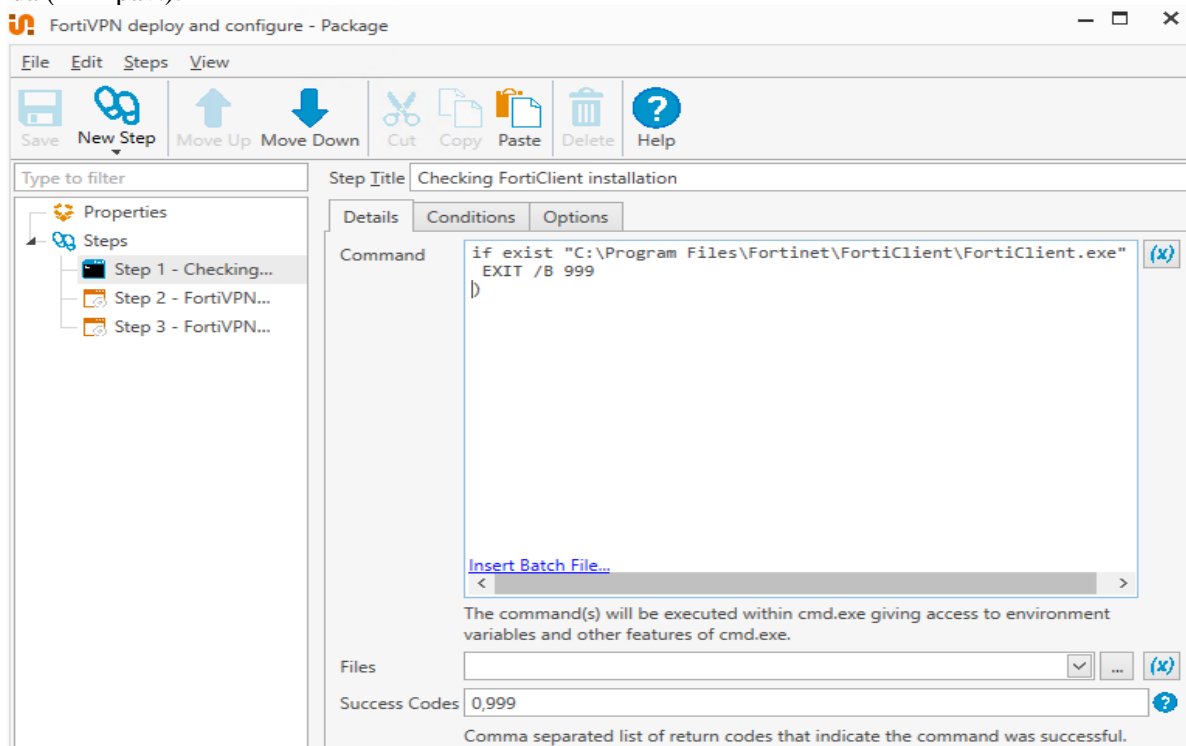 FortiVPN deploy and configure - Package
File Edit Steps View
Save New Step Move Up Move Down Cut Copy Paste Delete Help
Type to filter
Step Title Checking FortiClient installation
Properties
Steps
Step 1 - Checking...
Step 2 - FortiVPN...
Step 3 - FortiVPN...
Details Conditions Options
Command
if exist "C:\Program Files\Fortinet\FortiClient\FortiClient.exe"
EXIT /B 999
)
(x)
Insert Batch File...
The command(s) will be executed within cmd.exe giving access to environment
variables and other features of cmd.exe.
Files ... (x)
Success Codes 0,999
Comma separated list of return codes that indicate the command was successful.